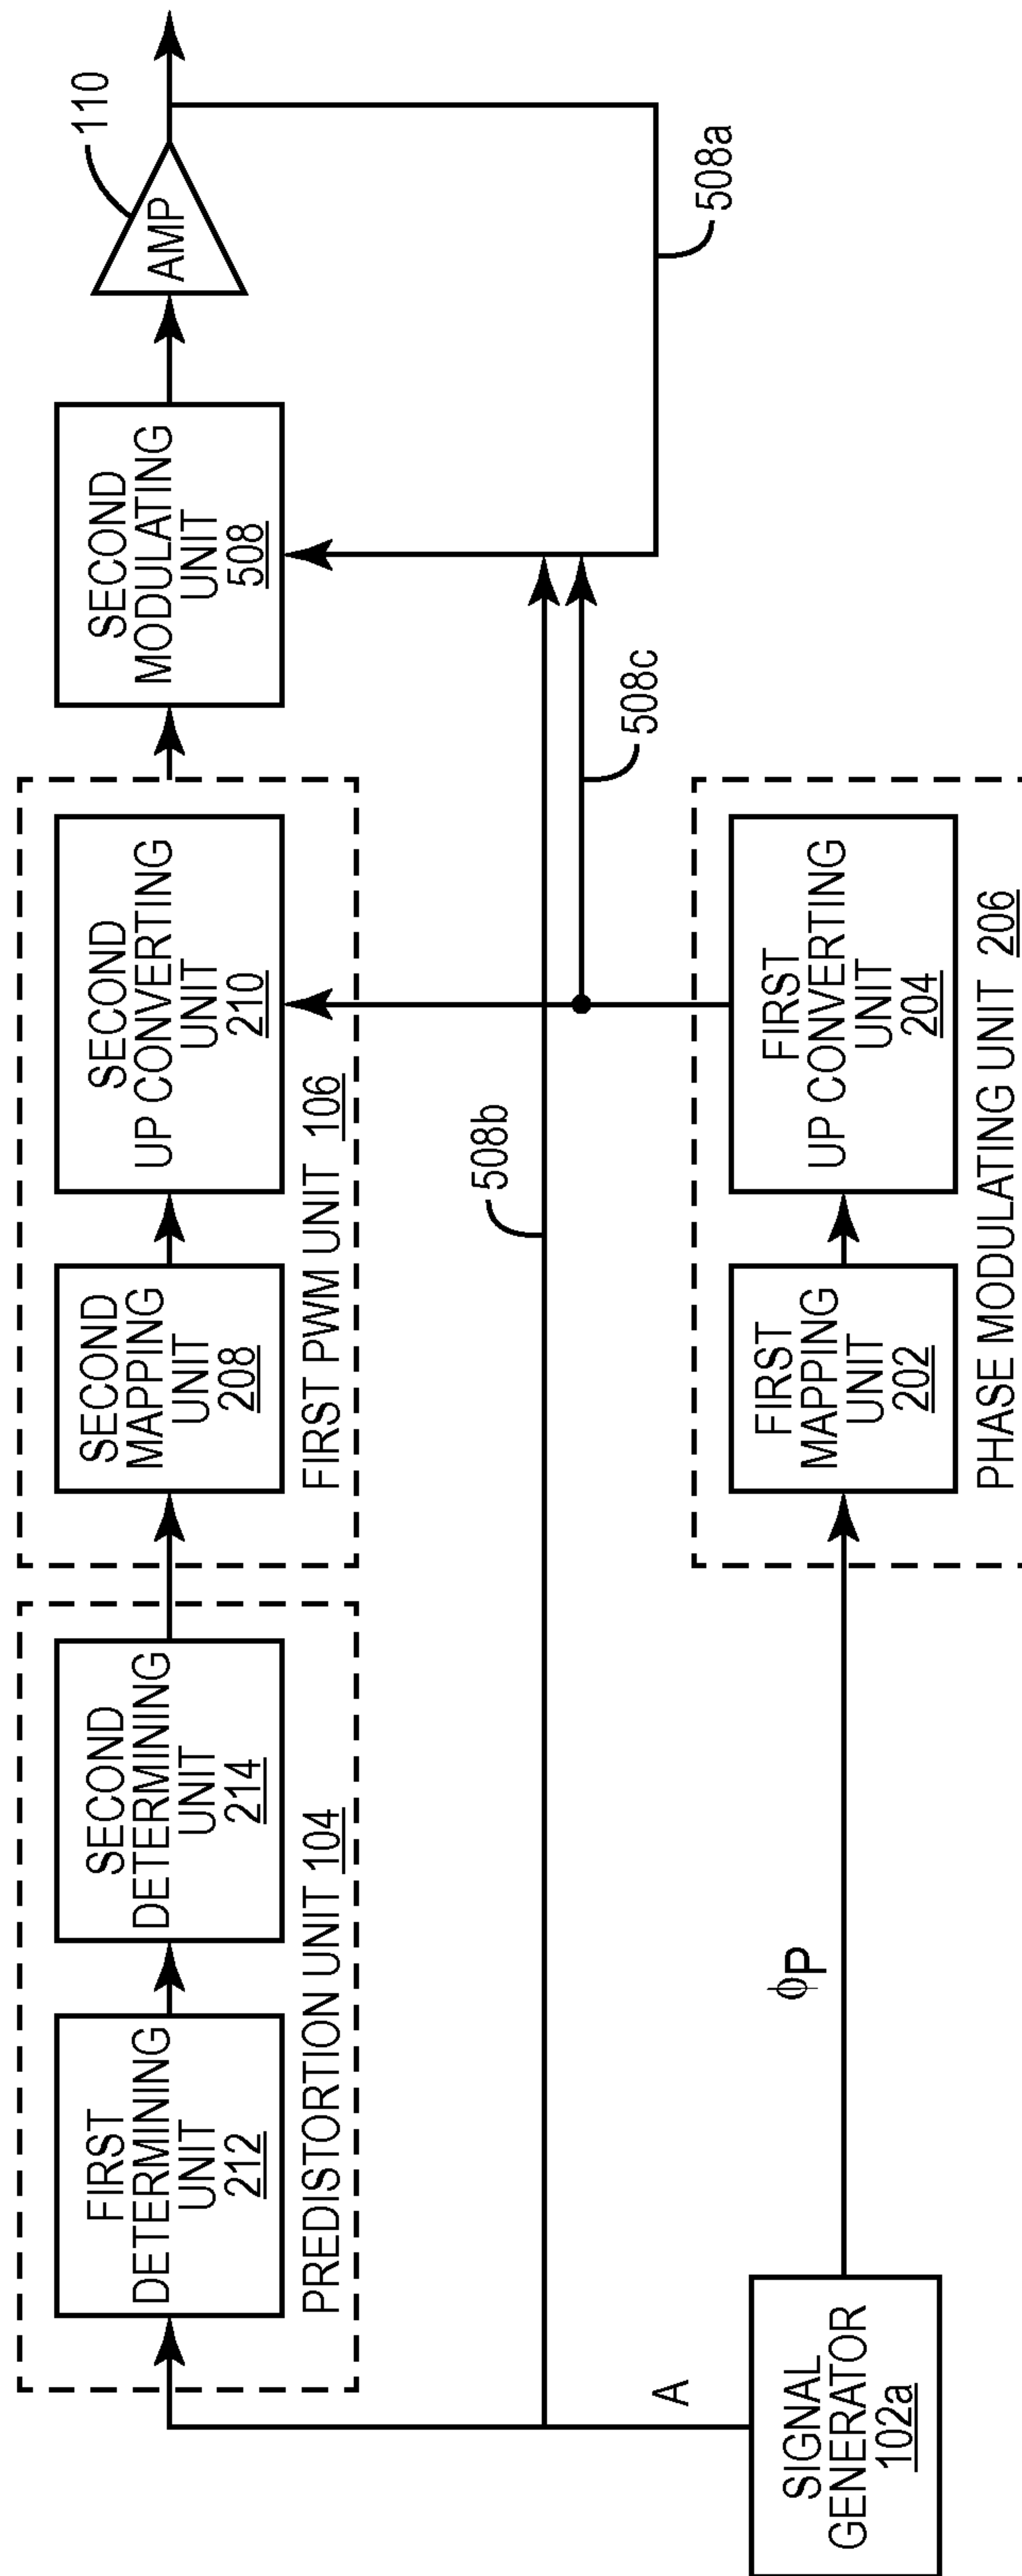 FIRST
DETERMINING
UNIT
212
SECOND
DETERMINING
UNIT
214
PREDISTORTION UNIT 104
SECOND
MAPPING
UNIT
208
SECOND
UP CONVERTING
UNIT
210
FIRST PWM UNIT 106
SECOND
MODULATING
UNIT
508
AMP
110
508a
508b
508c
A
SIGNAL
GENERATOR
102a
ϕP
FIRST
MAPPING
UNIT
202
FIRST
UP CONVERTING
UNIT
204
PHASE MODULATING UNIT 206